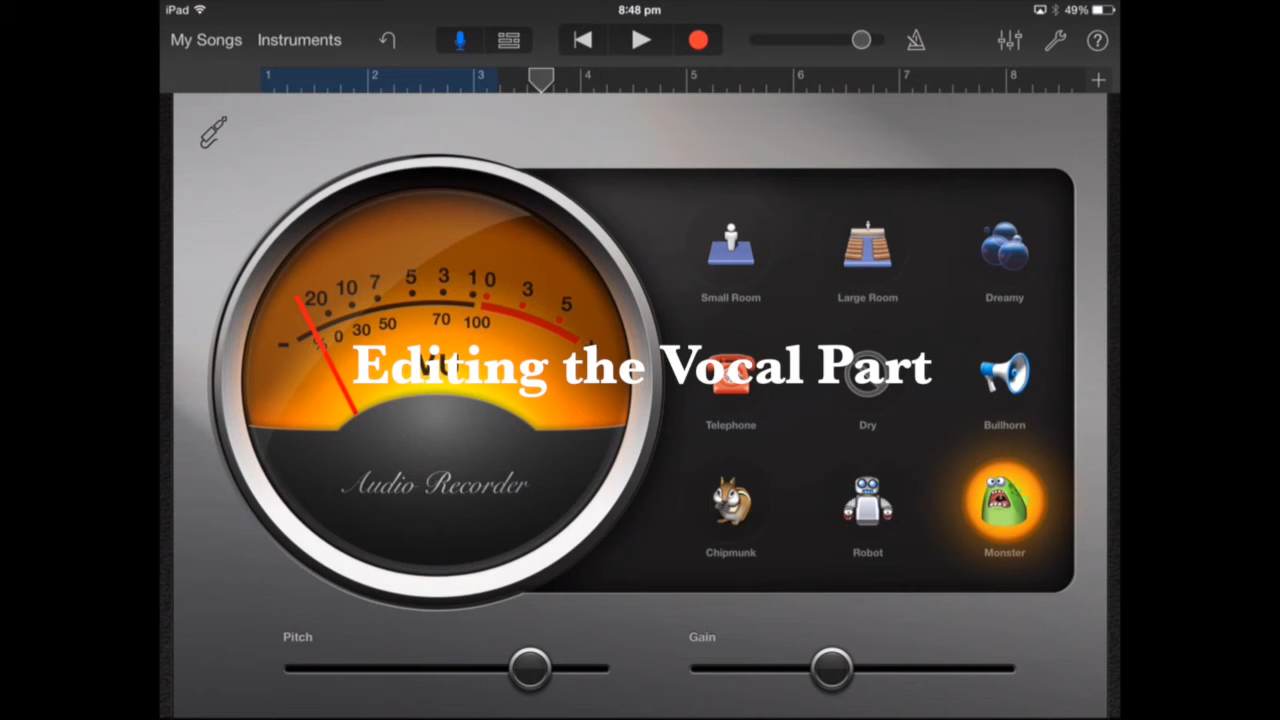 iPad 8:48 pm 49%
My Songs Instruments
1 2 3 4 5 6 7 8 +
20 10 7 5 3 1 0 3 5
- % 0 30 50 70 100
Editing the Vocal Part
Audio Recorder
Small Room Large Room Dreamy
Telephone Dry Bullhorn
Chipmunk Robot Monster
Pitch Gain